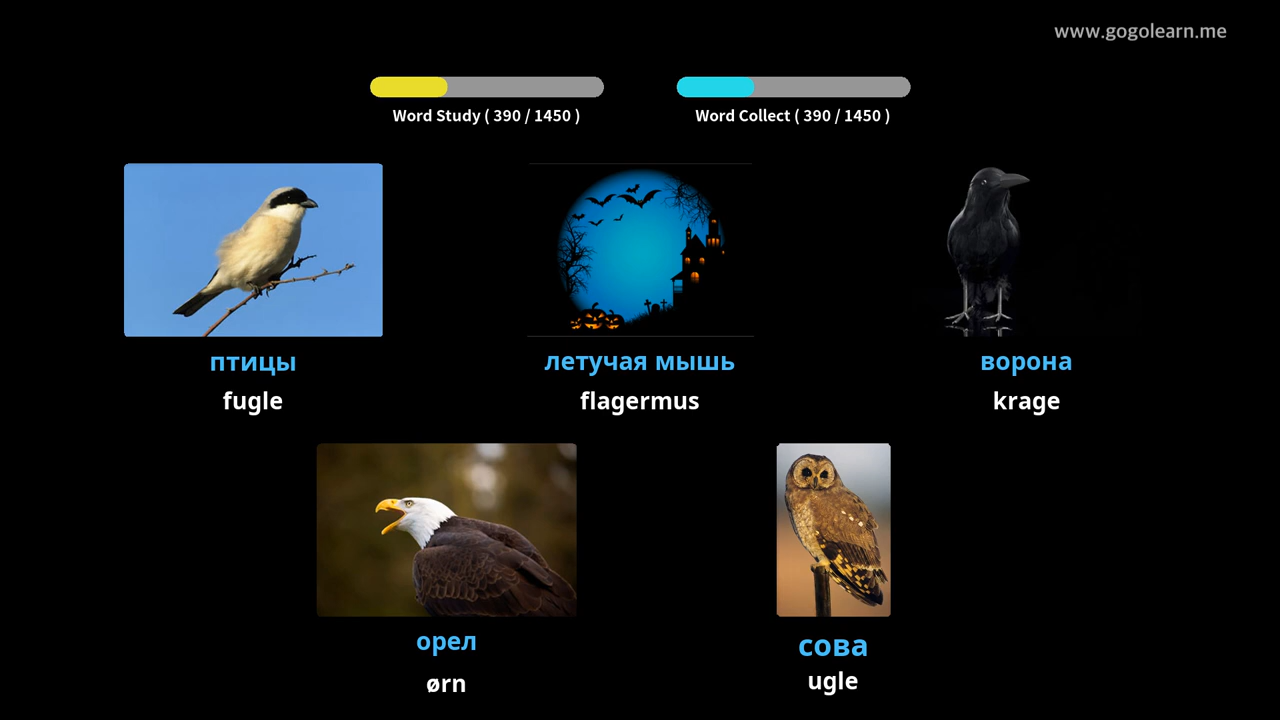 www.gogolearn.me
Word Study ( 390 / 1450 )
Word Collect ( 390 / 1450 )
птицы
fugle
летучая мышь
flagermus
ворона
krage
орел
ørn
сова
ugle